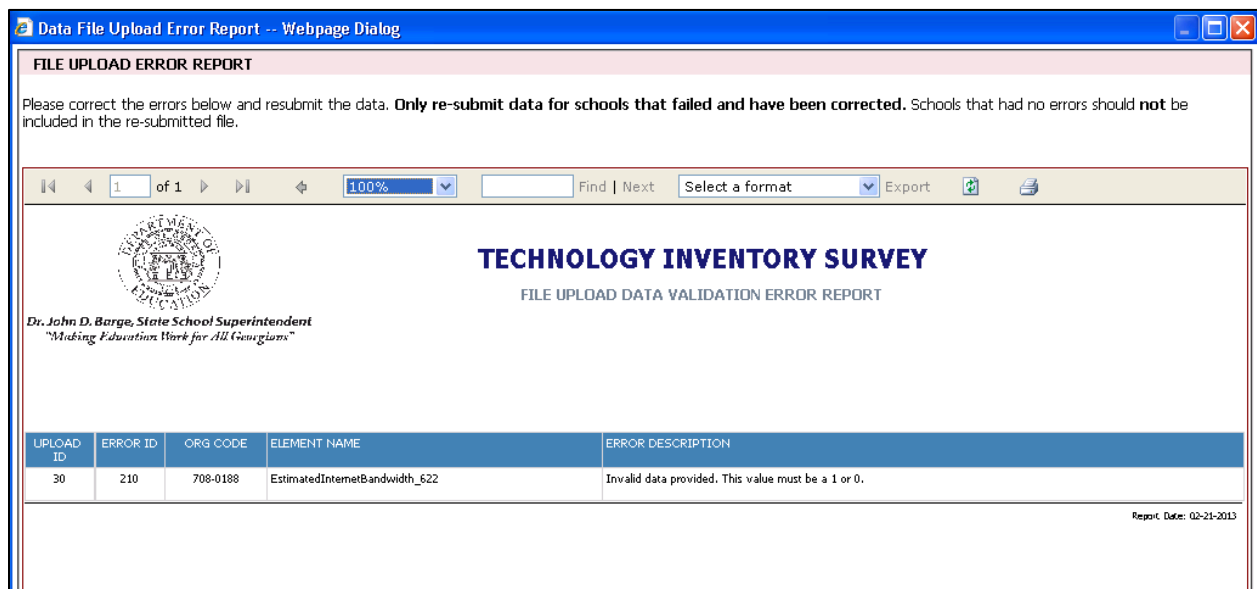 Data File Upload Error Report -- Webpage Dialog
FILE UPLOAD ERROR REPORT
Please correct the errors below and resubmit the data. Only re-submit data for schools that failed and have been corrected. Schools that had no errors should not be
included in the re-submitted file.
1 of 1 100% Find | Next Select a format Export
DEPARTMENT OF
EDUCATION
TECHNOLOGY INVENTORY SURVEY
FILE UPLOAD DATA VALIDATION ERROR REPORT
Dr. John D. Barge, State School Superintendent
"Making Education Work for All Georgians"
UPLOAD ID ERROR ID ORG CODE ELEMENT NAME ERROR DESCRIPTION
30 210 708-0188 EstimatedInternetBandwidth_622 Invalid data provided. This value must be a 1 or 0.
Report Date: 02-21-2013